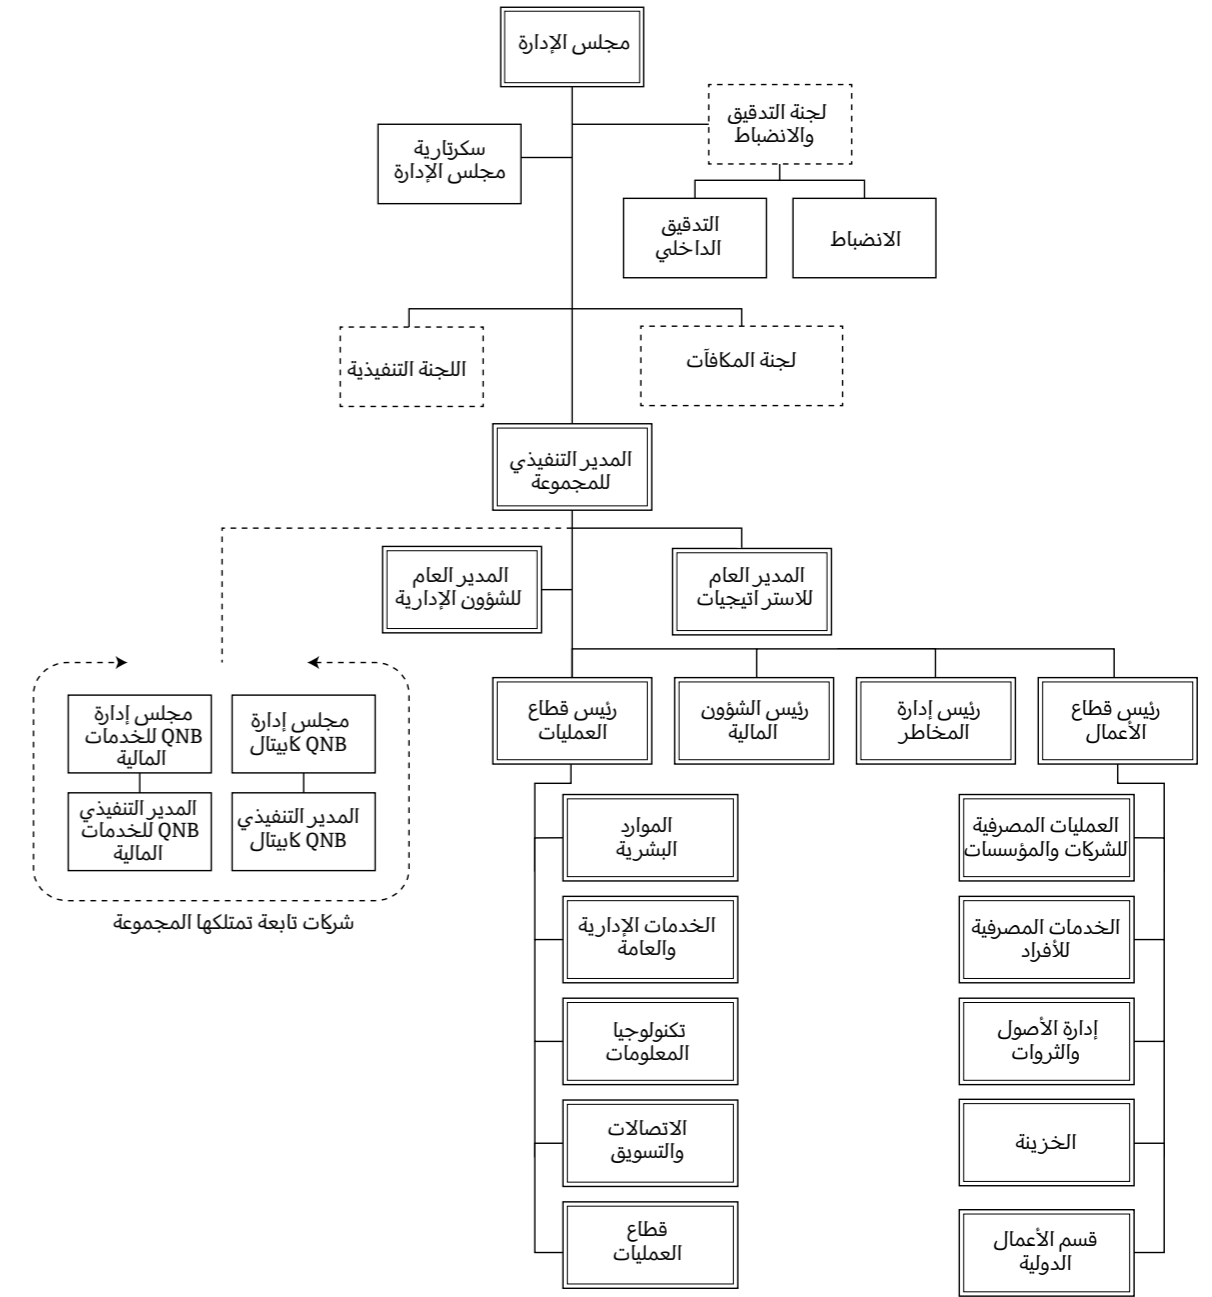 مجلس الإدارة
لجنة التدقيق
والانضباط
سكرتارية
مجلس الإدارة
الانضباط
التدقيق
الداخلي
لجنة المكافآت
اللجنة التنفيذية
المدير التنفيذي
للمجموعة
المدير العام
للاستر اتيجيات
المدير العام
للشؤون الإدارية
رئيس قطاع
الأعمال
رئيس إدارة
المخاطر
رئيس الشؤون
المالية
رئيس قطاع
العمليات
العمليات المصرفية
للشركات والمؤسسات
الخدمات المصرفية
للأفراد
إدارة الأصول
والثروات
الخزينة
قسم الأعمال
الدولية
الموارد
البشرية
الخدمات الإدارية
والعامة
تكنولوجيا
المعلومات
الاتصالات
والتسويق
قطاع
العمليات
مجلس إدارة
QNB كابيتال
المدير التنفيذي
QNB كابيتال
مجلس إدارة
QNB للخدمات
المالية
المدير التنفيذي
QNB للخدمات
المالية
شركات تابعة تمتلكها المجموعة